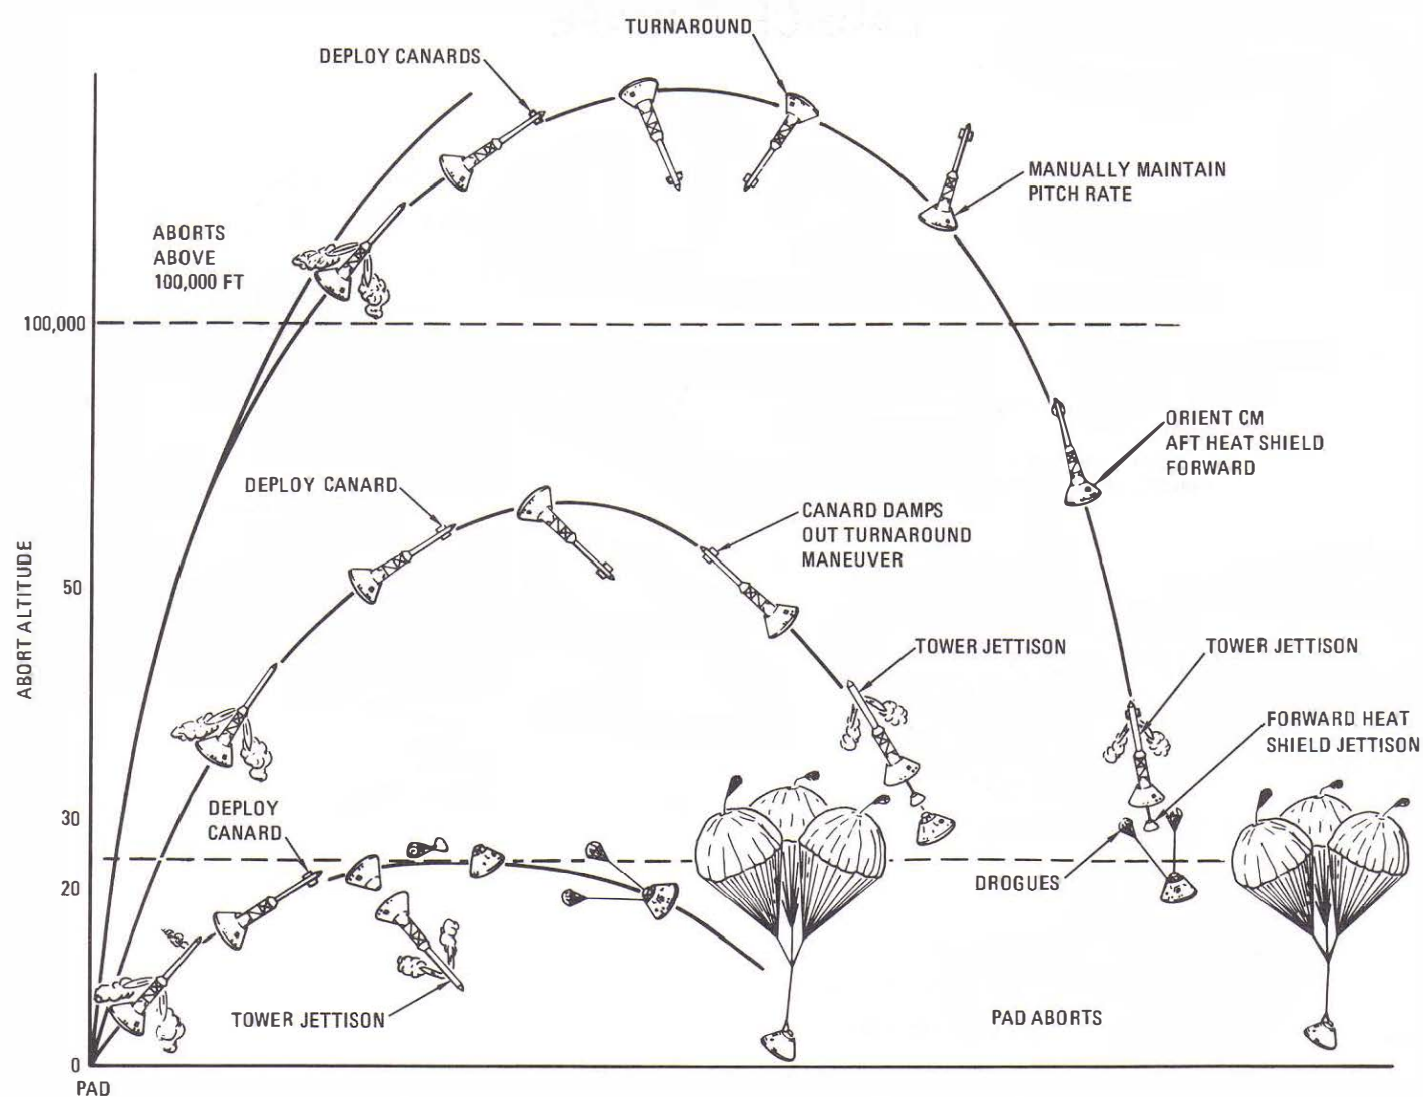 TURNAROUND
DEPLOY CANARDS
MANUALLY MAINTAIN
PITCH RATE
ABORTS
ABOVE
100,000 FT
100,000
ORIENT CM
AFT HEAT SHIELD
FORWARD
DEPLOY CANARD
CANARD DAMPS
OUT TURNAROUND
MANEUVER
50
ABORT ALTITUDE
TOWER JETTISON
TOWER JETTISON
FORWARD HEAT
SHIELD JETTISON
DEPLOY
CANARD
30
20
DROGUES
TOWER JETTISON
PAD ABORTS
0
PAD